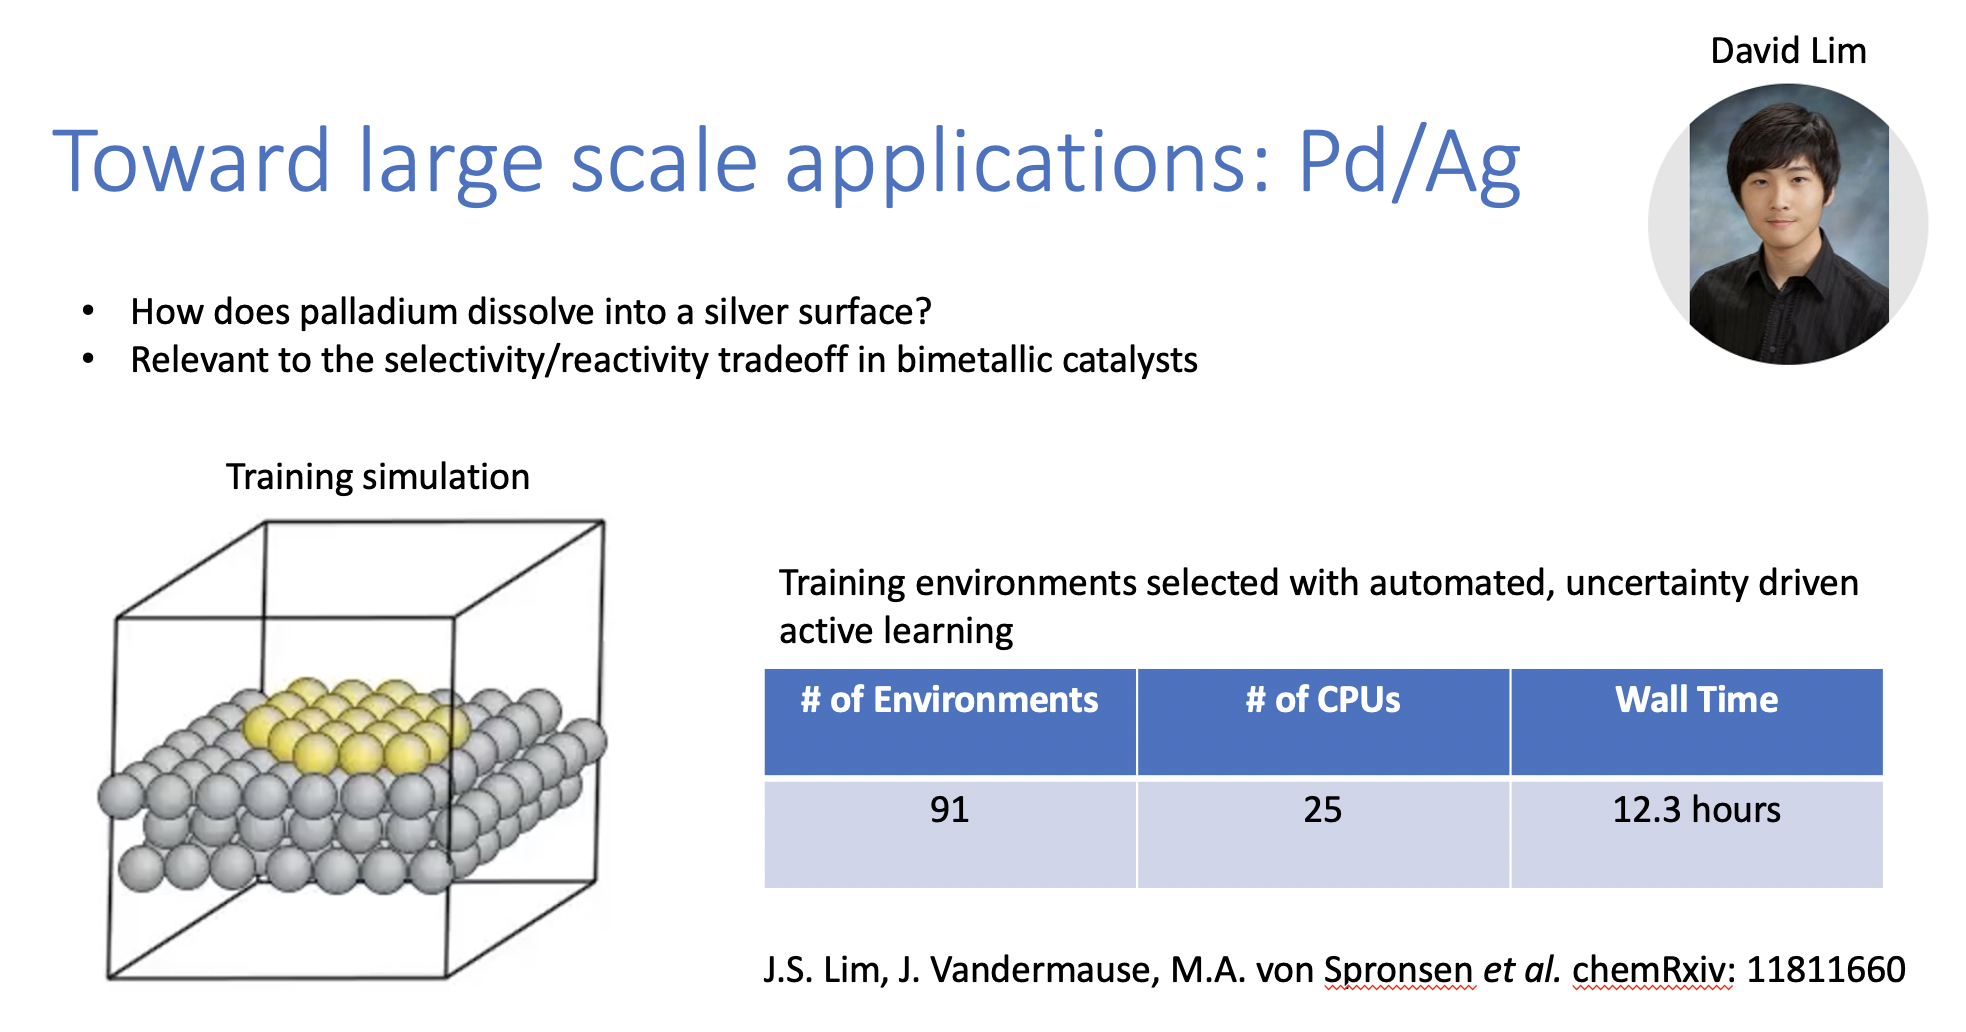 David Lim
Toward large scale applications: Pd/Ag
• How does palladium dissolve into a silver surface?
• Relevant to the selectivity/reactivity tradeoff in bimetallic catalysts
Training simulation
Training environments selected with automated, uncertainty driven
active learning
# of Environments # of CPUs Wall Time
91 25 12.3 hours
J.S. Lim, J. Vandermause, M.A. von Spronsen et al. chemRxiv: 11811660